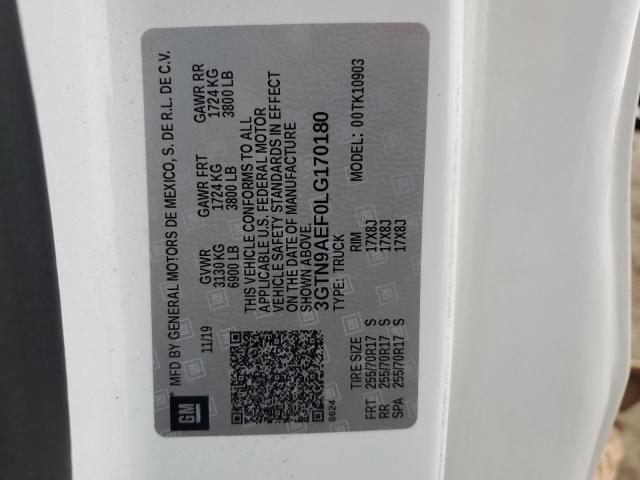 MFD BY GENERAL MOTORS DE MEXICO, S. DE R.L. DE C.V.
11/19
GVWR GAWR FRT GAWR RR
3130 KG 1724 KG 1724 KG
6900 LB 3800 LB 3800 LB
THIS VEHICLE CONFORMS TO ALL
APPLICABLE U.S. FEDERAL MOTOR
VEHICLE SAFETY STANDARDS IN EFFECT
ON THE DATE OF MANUFACTURE
SHOWN ABOVE.
3GTN9AEF0LG170180
TYPE: TRUCK MODEL: 00TK10903
8624
TIRE SIZE RIM
FRT 255/70R17 S 17X8J
RR 255/70R17 S 17X8J
SPA 255/70R17 S 17X8J
GM